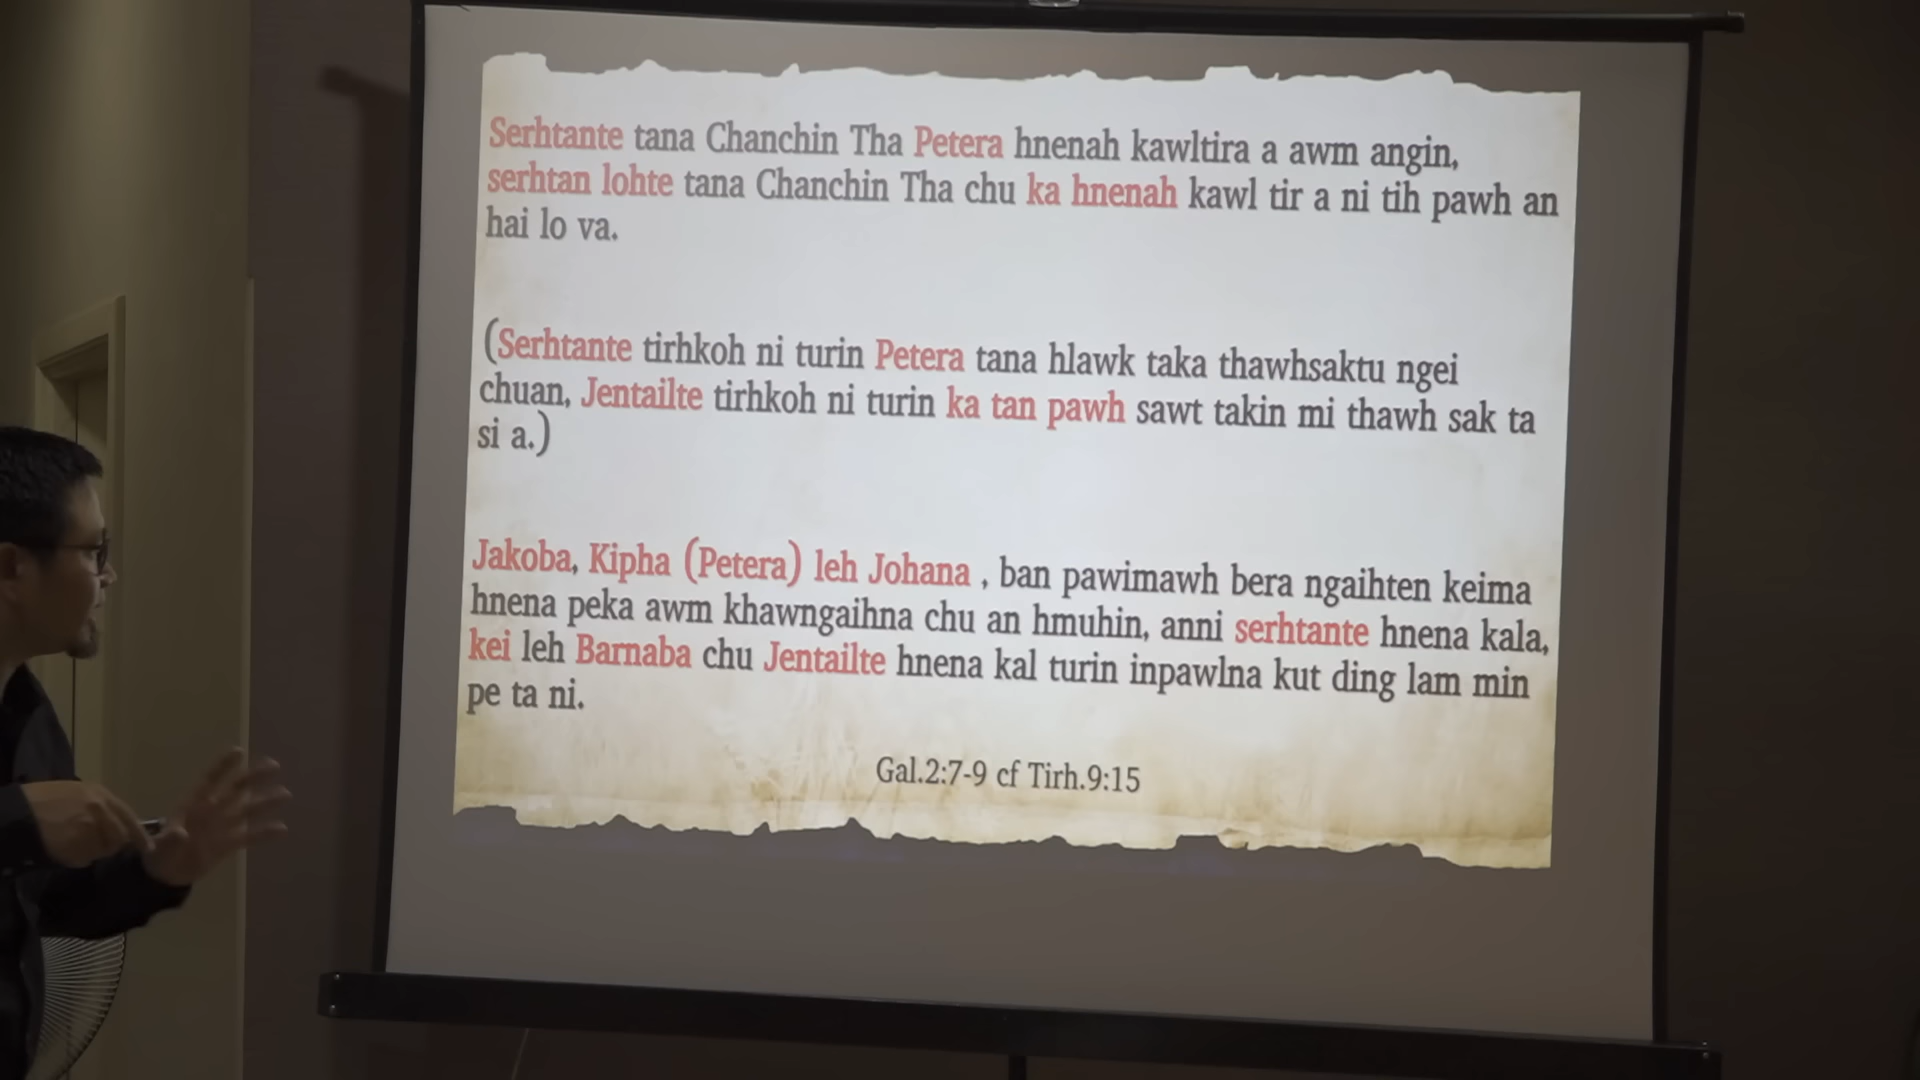 Serhtante tana Chanchin Tha Petera hnenah kawltira a awm angin,
serhtan lohte tana Chanchin Tha chu ka hnenah kawl tir a ni tih pawh an
hai lo va.
(Serhtante tirhkoh ni turin Petera tana hlawk taka thawhsaktu ngei
chuan, Jentailte tirhkoh ni turin ka tan pawh sawt takin mi thawh sak ta
si a.)
Jakoba, Kipha (Petera) leh Johana , ban pawimawh bera ngaihten keima
hnena peka awm khawngaihna chu an hmuhin, anni serhtante hnena kala,
kei leh Barnaba chu Jentailte hnena kal turin inpawlna kut ding lam min
pe ta ni.
Gal.2:7-9 cf Tirh.9:15